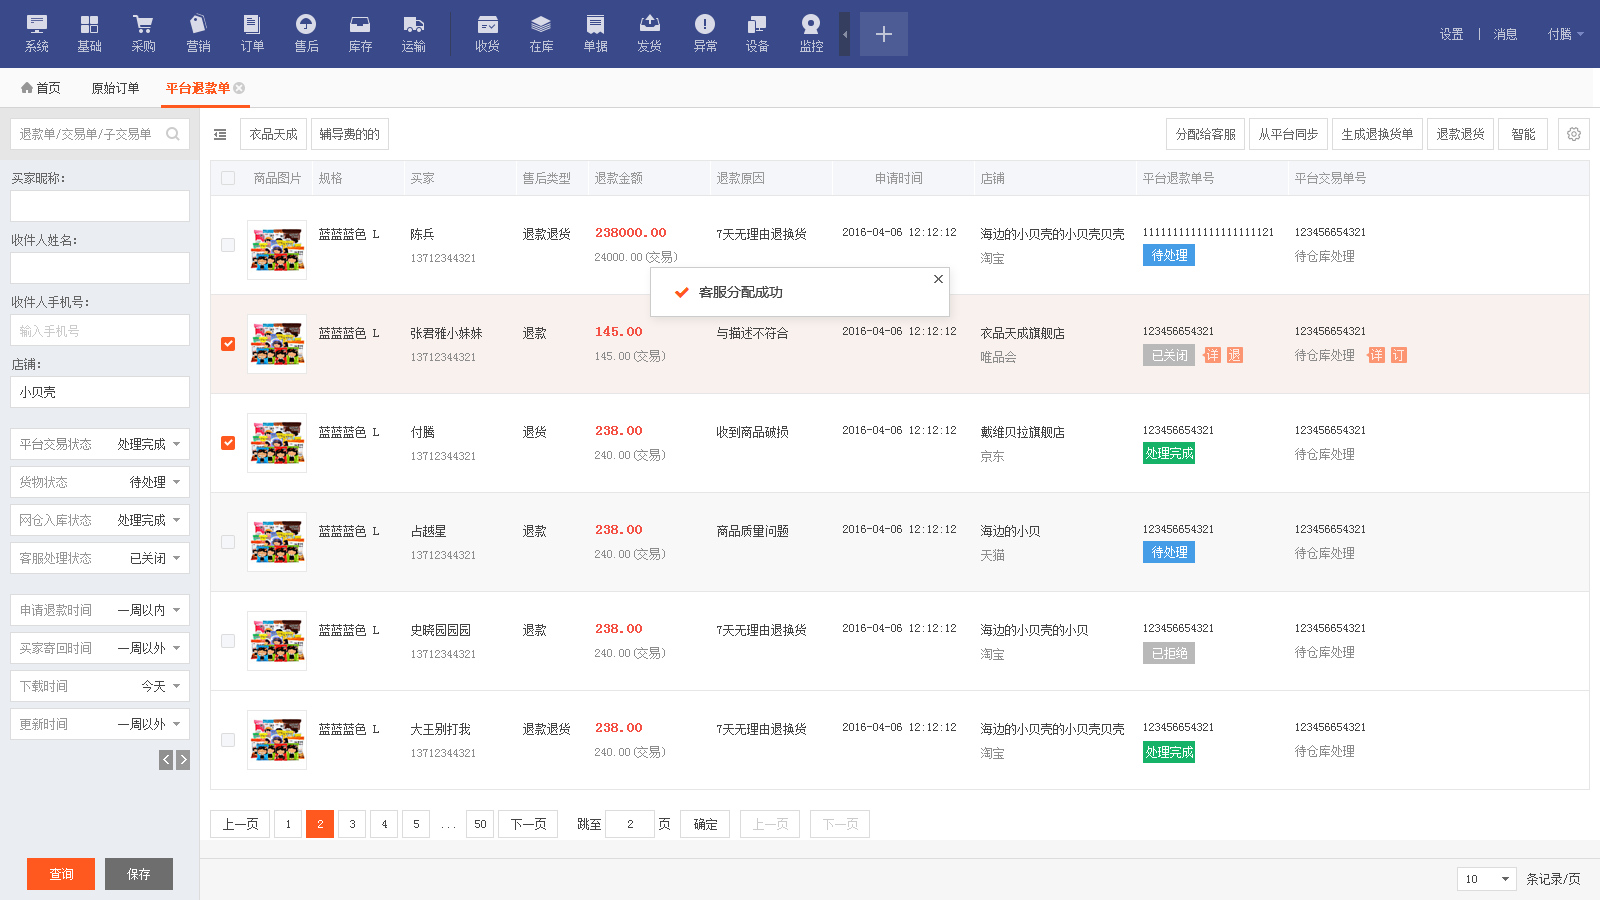 系统 基础 采购 营销 订单 售后 库存 运输 收货 在库 单据 发货 异常 设备 监控
设置 | 消息 付腾
首页 原始订单 平台退款单
退款单/交易单/子交易单
衣品天成 辅导费的的
分配给客服 从平台同步 生成退换货单 退款退货 智能
买家昵称:
收件人姓名:
收件人手机号:
输入手机号
店铺:
小贝壳
平台交易状态 处理完成
货物状态 待处理
网仓入库状态 处理完成
客服处理状态 已关闭
申请退款时间 一周以内
买家寄回时间 一周以外
下载时间 今天
更新时间 一周以外
查询 保存
商品图片 规格 买家 售后类型 退款金额 退款原因 申请时间 店铺 平台退款单号 平台交易单号
蓝蓝蓝色 L 陈兵 退款退货 238000.00 7天无理由退换货 2016-04-06 12:12:12 海边的小贝壳的小贝壳贝壳 1111111111111111111121 123456654321
13712344321 24000.00(交易) 淘宝 待处理 待仓库处理
客服分配成功
蓝蓝蓝色 L 张君雅小妹妹 退款 145.00 与描述不符合 2016-04-06 12:12:12 衣品天成旗舰店 123456654321 123456654321
13712344321 145.00(交易) 唯品会 已关闭 详 退 待仓库处理 详 订
蓝蓝蓝色 L 付腾 退货 238.00 收到商品破损 2016-04-06 12:12:12 戴维贝拉旗舰店 123456654321 123456654321
13712344321 240.00(交易) 京东 处理完成 待仓库处理
蓝蓝蓝色 L 占越星 退款 238.00 商品质量问题 2016-04-06 12:12:12 海边的小贝 123456654321 123456654321
13712344321 240.00(交易) 天猫 待处理 待仓库处理
蓝蓝蓝色 L 史晓园园园 退款 238.00 7天无理由退换货 2016-04-06 12:12:12 海边的小贝壳的小贝 123456654321 123456654321
13712344321 240.00(交易) 淘宝 已拒绝 待仓库处理
蓝蓝蓝色 L 大王别打我 退款退货 238.00 7天无理由退换货 2016-04-06 12:12:12 海边的小贝壳的小贝壳贝壳 123456654321 123456654321
13712344321 240.00(交易) 淘宝 处理完成 待仓库处理
上一页 1 2 3 4 5 ... 50 下一页 跳至 2 页 确定 上一页 下一页
10 条记录/页